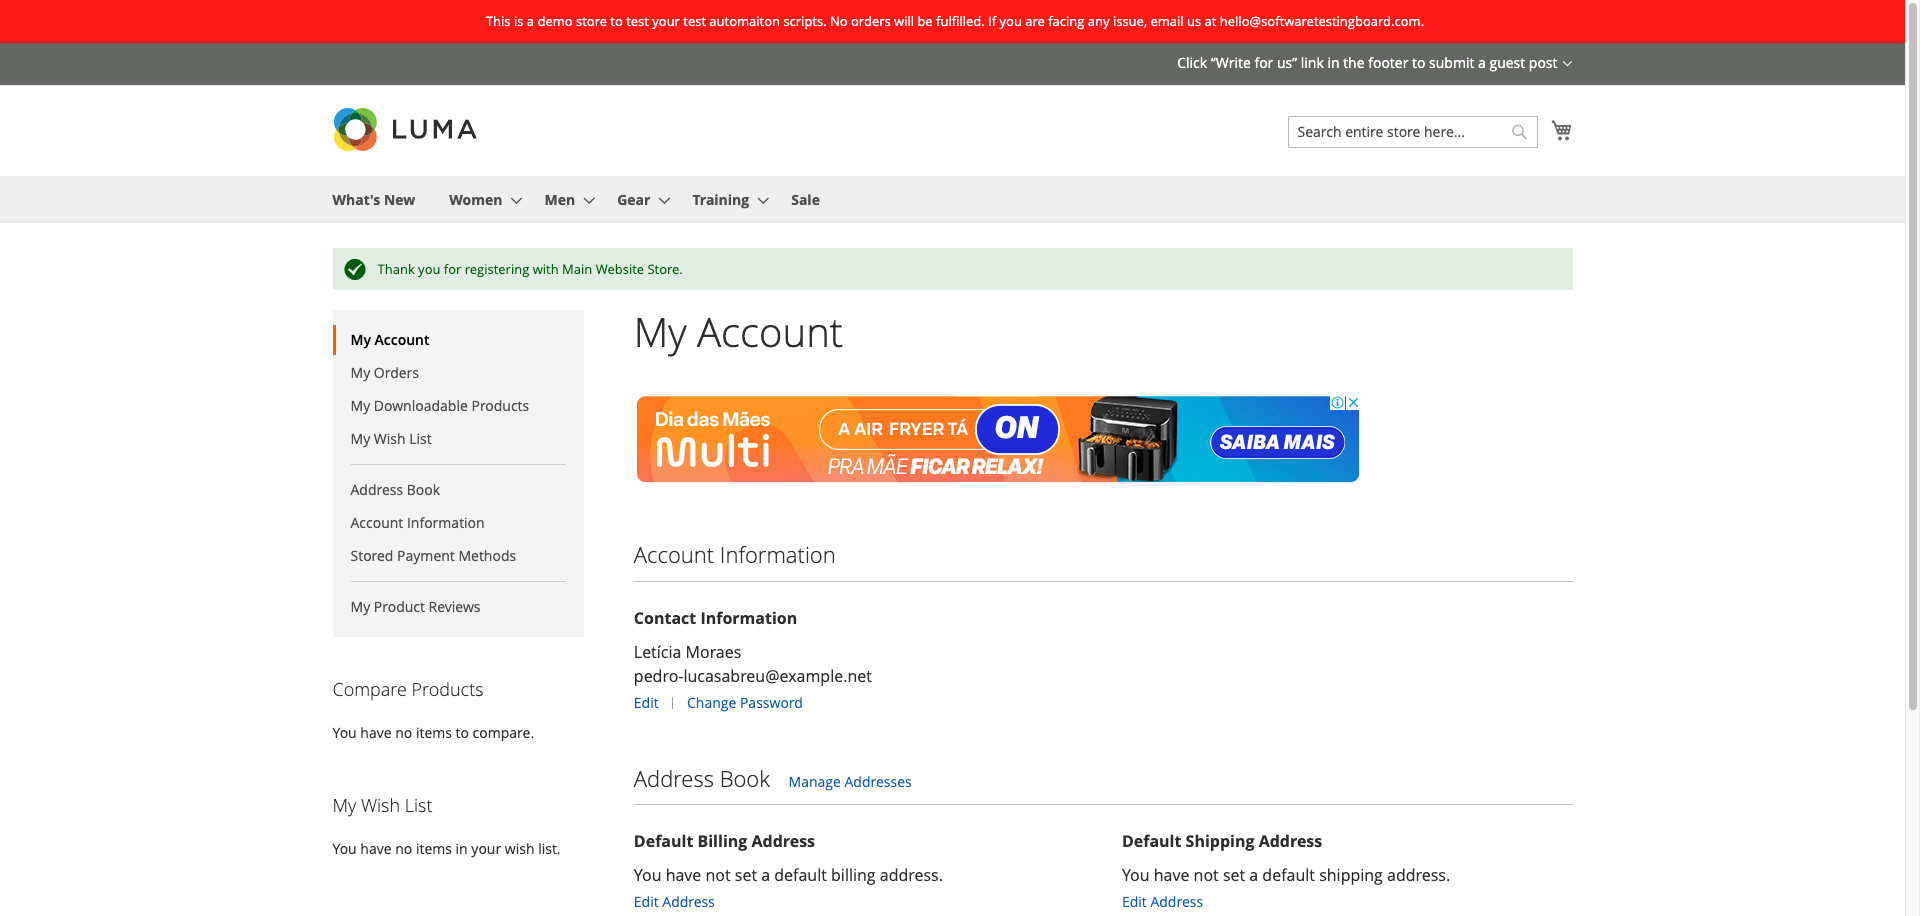 This is a demo store to test your test automaiton scripts. No orders will be fulfilled. If you are facing any issue, email us at hello@softwaretestingboard.com.
Click “Write for us” link in the footer to submit a guest post
LUMA
Search entire store here...
What's New
Women
Men
Gear
Training
Sale
Thank you for registering with Main Website Store.
My Account
My Orders
My Downloadable Products
My Wish List
Address Book
Account Information
Stored Payment Methods
My Product Reviews
Compare Products
You have no items to compare.
My Wish List
You have no items in your wish list.
My Account
Dia das Mães
Multi
A AIR FRYER TÁ ON
PRA MÃE FICAR RELAX!
SAIBA MAIS
Account Information
Contact Information
Letícia Moraes
pedro-lucasabreu@example.net
Edit | Change Password
Address Book Manage Addresses
Default Billing Address
You have not set a default billing address.
Edit Address
Default Shipping Address
You have not set a default shipping address.
Edit Address